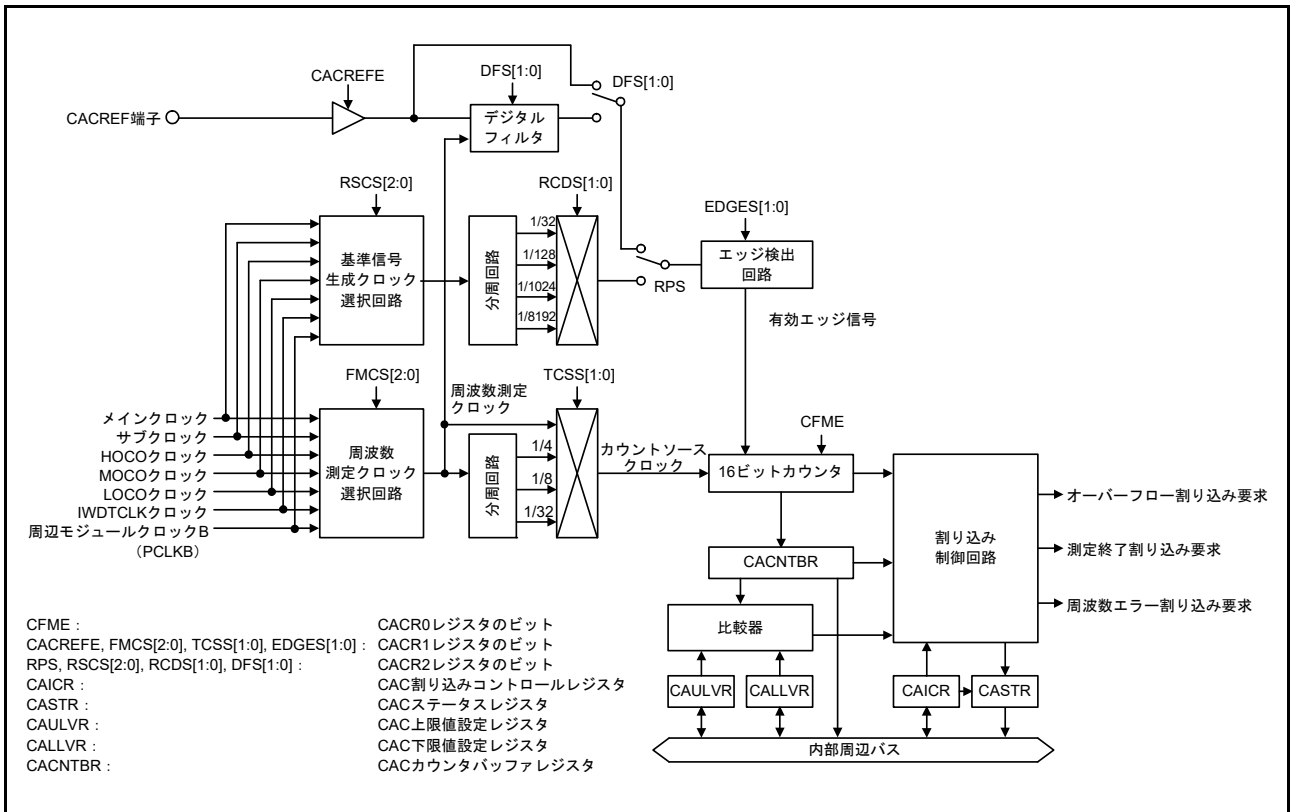 CACREFE
DFS[1:0]
DFS[1:0]
CACREF端子
デジタル
フィルタ
RSCS[2:0]
RCDS[1:0]
EDGES[1:0]
基準信号
生成クロック
選択回路
分周回路
1/32
1/128
1/1024
1/8192
RPS
エッジ検出
回路
有効エッジ信号
FMCS[2:0]
周波数測定
クロック
TCSS[1:0]
CFME
メインクロック
サブクロック
HOCOクロック
MOCOクロック
LOCOクロック
IWDTCLKクロック
周辺モジュールクロックB
（PCLKB）
周波数
測定クロック
選択回路
分周回路
1/4
1/8
1/32
カウントソース
クロック
16ビットカウンタ
割り込み
制御回路
オーバーフロー割り込み要求
測定終了割り込み要求
周波数エラー割り込み要求
CACNTBR
比較器
CAULVR
CALLVR
CAICR
CASTR
内部周辺バス
CFME： CACR0レジスタのビット
CACREFE, FMCS[2:0], TCSS[1:0], EDGES[1:0]： CACR1レジスタのビット
RPS, RSCS[2:0], RCDS[1:0], DFS[1:0]： CACR2レジスタのビット
CAICR： CAC割り込みコントロールレジスタ
CASTR： CACステータスレジスタ
CAULVR： CAC上限値設定レジスタ
CALLVR： CAC下限値設定レジスタ
CACNTBR： CACカウンタバッファレジスタ